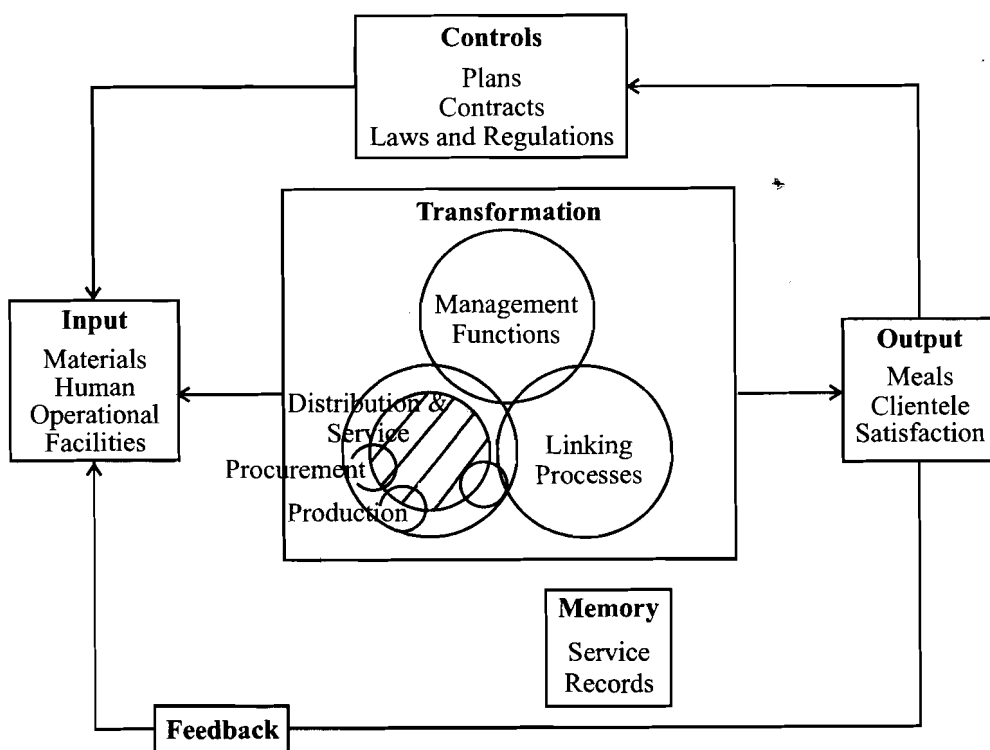 Controls
Plans
Contracts
Laws and Regulations
Transformation
Management
Functions
Input
Materials
Human
Operational
Facilities
Distribution &
Service
Procurement
Production
Linking
Processes
Output
Meals
Clientele
Satisfaction
Memory
Service
Records
Feedback